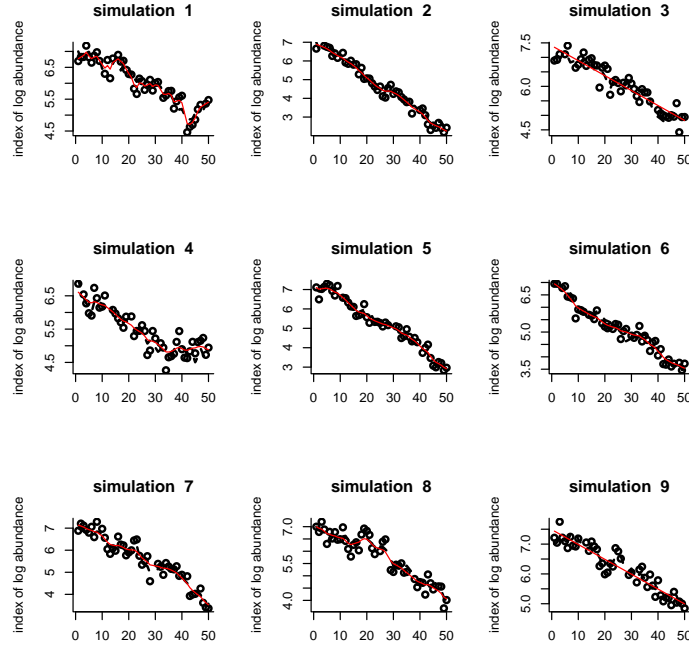 simulation 1
simulation 2
simulation 3
index of log abundance
4.5 5.5 6.5
0 10 20 30 40 50
index of log abundance
3 4 5 6 7
0 10 20 30 40 50
index of log abundance
4.5 6.0 7.5
0 10 20 30 40 50
simulation 4
simulation 5
simulation 6
index of log abundance
4.5 5.5 6.5
0 10 20 30 40 50
index of log abundance
3 4 5 6 7
0 10 20 30 40 50
index of log abundance
3.5 5.0 6.5
0 10 20 30 40 50
simulation 7
simulation 8
simulation 9
index of log abundance
4 5 6 7
0 10 20 30 40 50
index of log abundance
4.0 5.5 7.0
0 10 20 30 40 50
index of log abundance
5.0 6.0 7.0
0 10 20 30 40 50